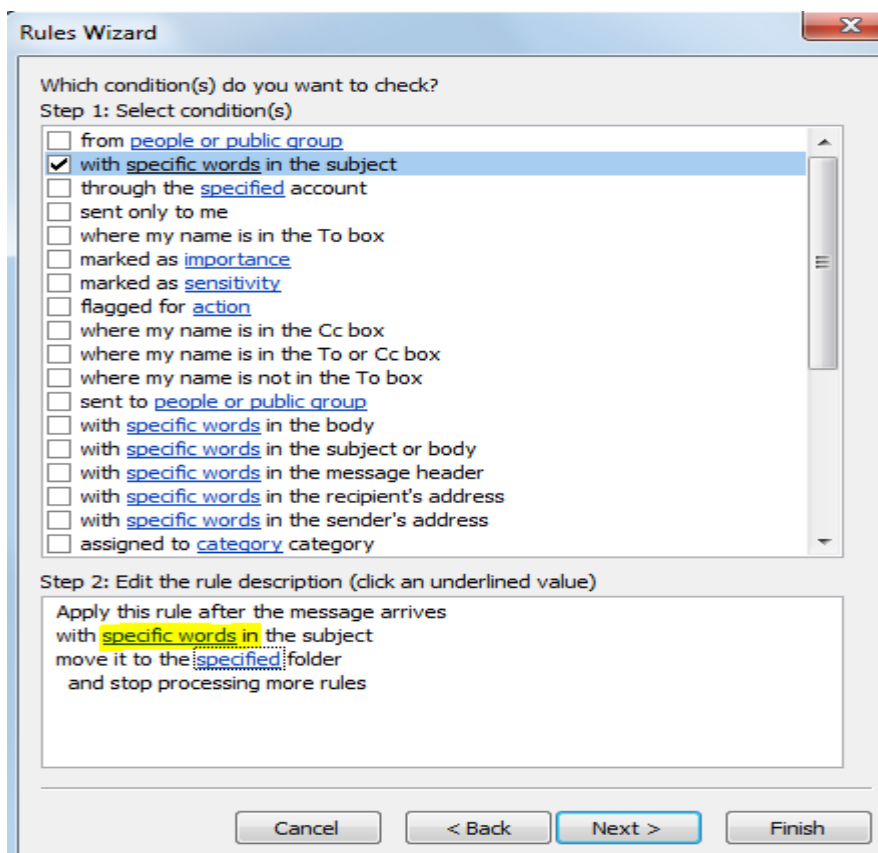 Rules Wizard
Which condition(s) do you want to check?
Step 1: Select condition(s)
from people or public group
with specific words in the subject
through the specified account
sent only to me
where my name is in the To box
marked as importance
marked as sensitivity
flagged for action
where my name is in the Cc box
where my name is in the To or Cc box
where my name is not in the To box
sent to people or public group
with specific words in the body
with specific words in the subject or body
with specific words in the message header
with specific words in the recipient's address
with specific words in the sender's address
assigned to category category
Step 2: Edit the rule description (click an underlined value)
Apply this rule after the message arrives
with specific words in the subject
move it to the specified folder
and stop processing more rules
Cancel < Back Next > Finish